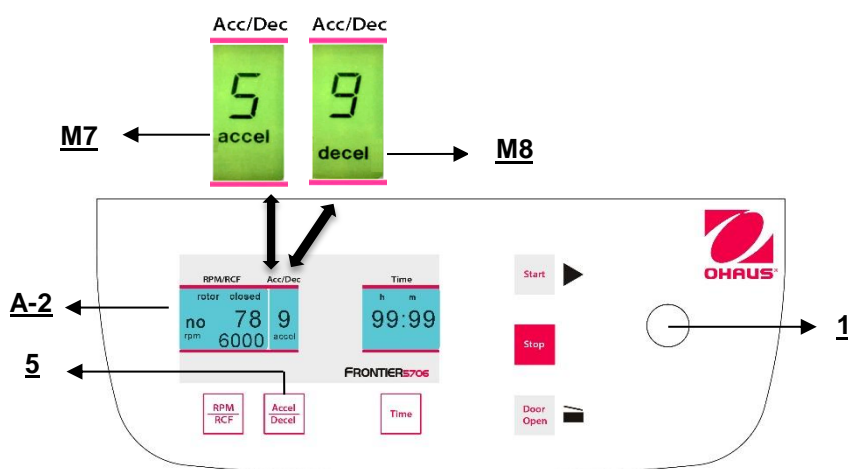 Acc/Dec Acc/Dec
5 9
accel
decel
M7
M8
OHAUS
RPM/RCF Acc/Dec
Time
rotor closed
h m
no 78 9
99:99
rpm 6000 accel
FRONTIER5706
A-2
5
RPM
RCF
Accel
Decel
Time
Start
Stop
Door
Open
1